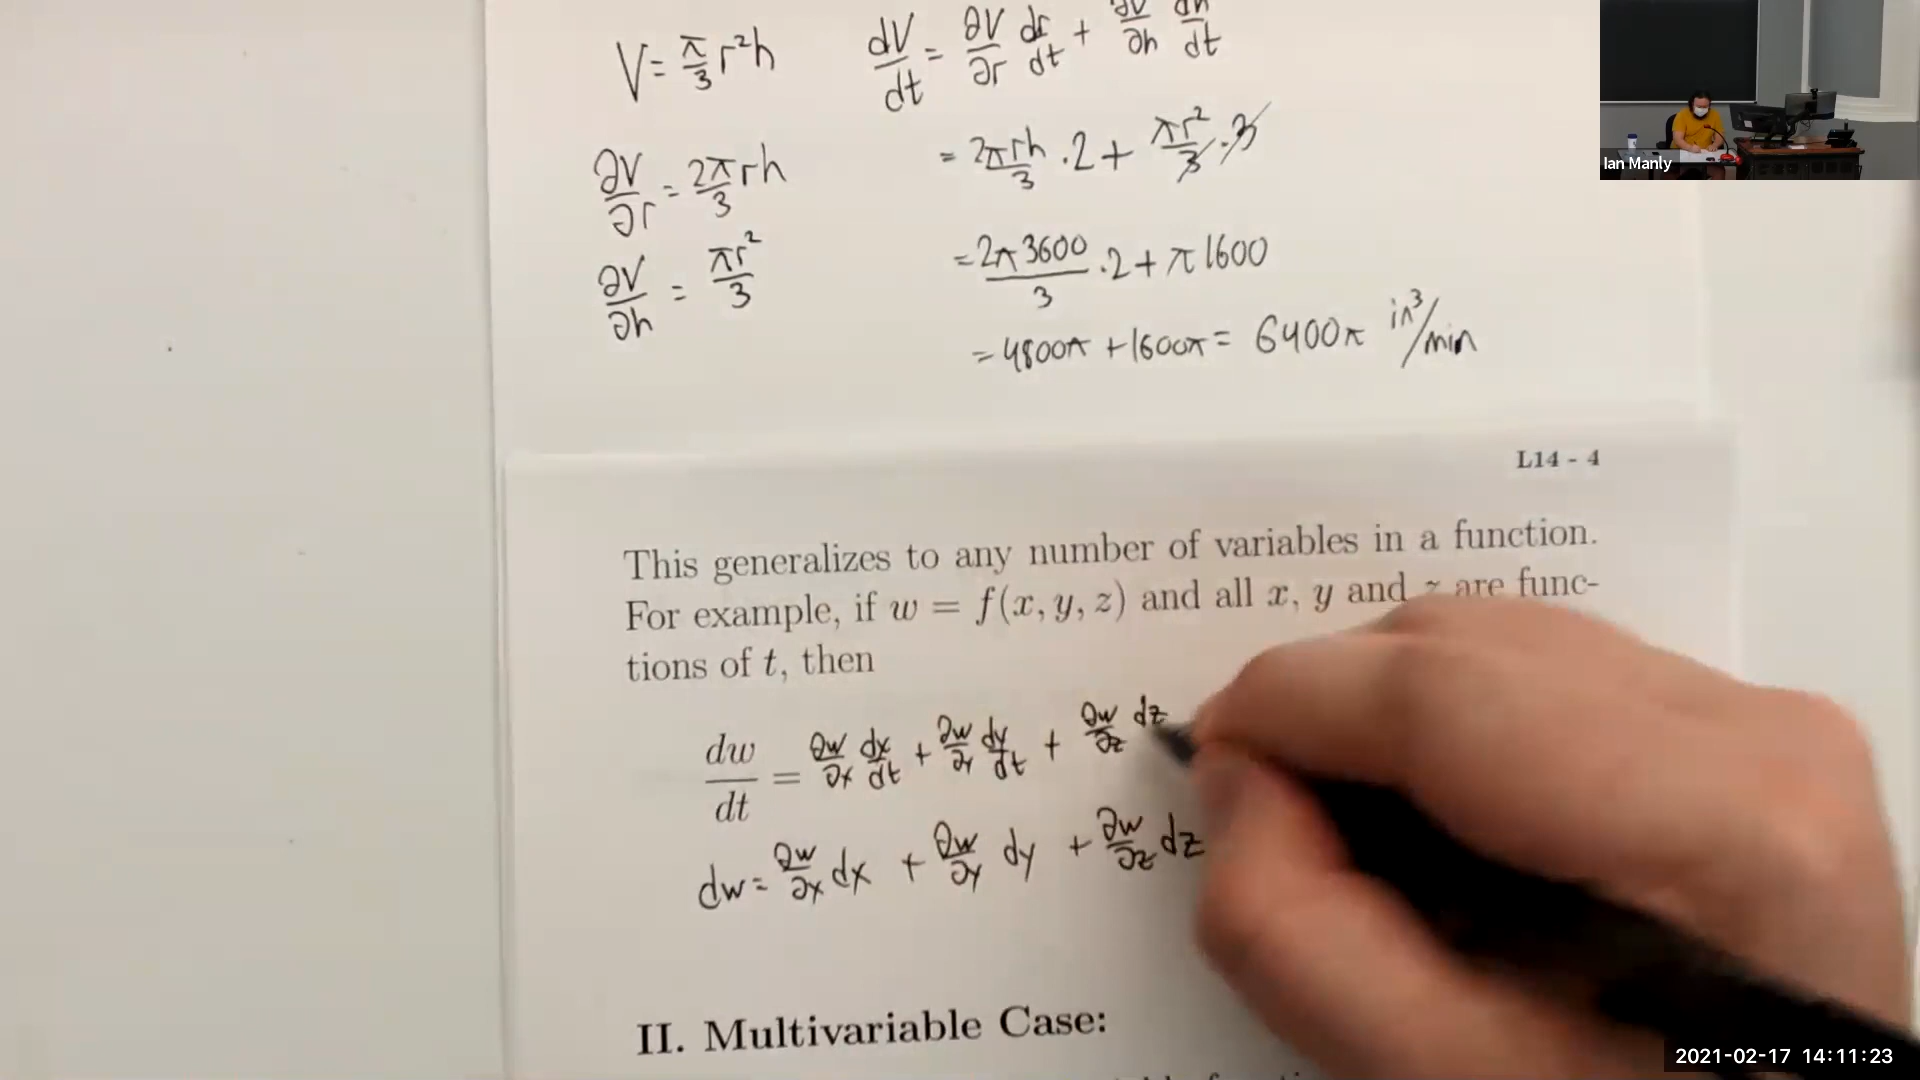 V = π/3 r²h
dV/dt = ∂V/∂r dr/dt + ∂V/∂h dh/dt
∂V/∂r = 2π/3 rh
= 2πrh/3 · 2 + πr²/3 · 3
∂V/∂h = πr²/3
= 2π3600/3 · 2 + π1600
= 4800π + 1600π = 6400π in³/min
Ian Manly
L14 - 4
This generalizes to any number of variables in a function.
For example, if w = f(x, y, z) and all x, y and z are func-
tions of t, then
dw/dt = ∂w/∂x dx/dt + ∂w/∂y dy/dt + ∂w/∂z dz
dw = ∂w/∂x dx + ∂w/∂y dy + ∂w/∂z dz
II. Multivariable Case:
2021-02-17 14:11:23